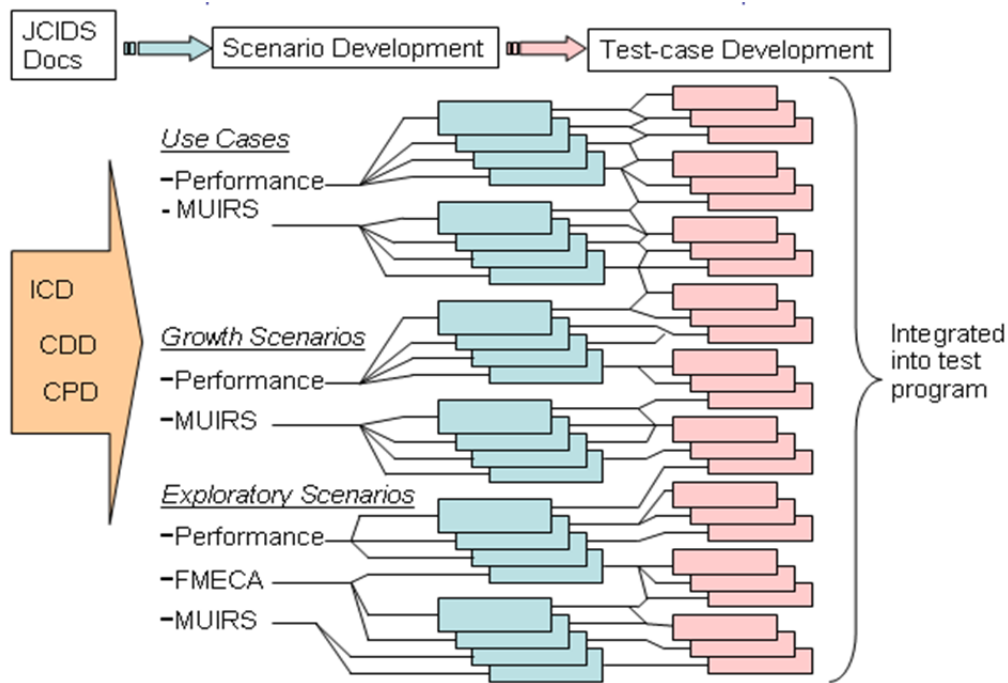 JCIDS
Docs
Scenario Development
Test-case Development
Use Cases
-Performance
- MUIRS
ICD
CDD
CPD
Growth Scenarios
-Performance
-MUIRS
Exploratory Scenarios
-Performance
-FMECA
-MUIRS
Integrated
into test
program